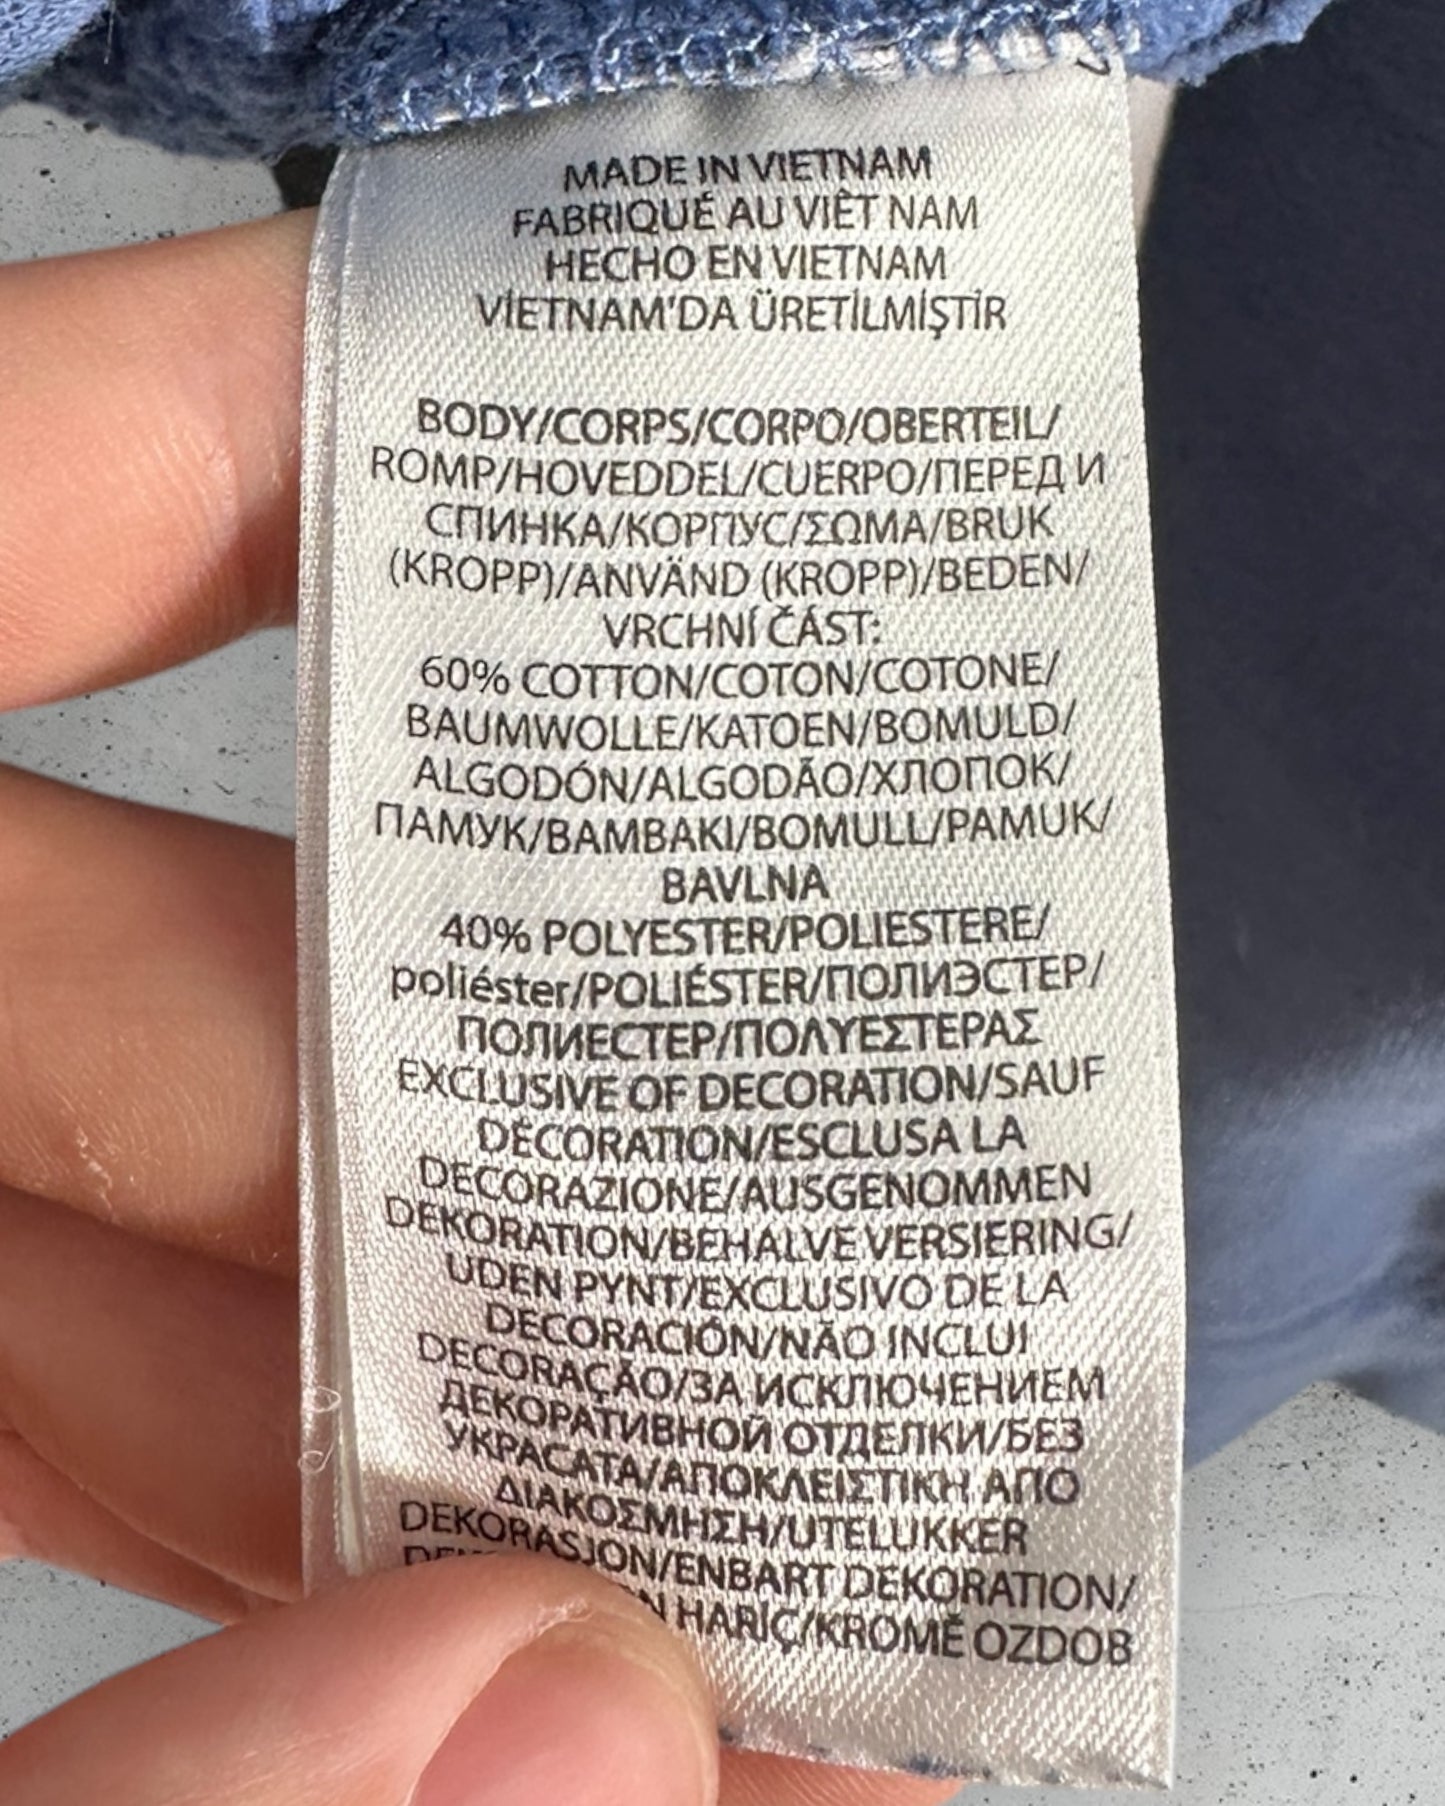 MADE IN VIETNAM
FABRIQUÉ AU VIÊT NAM
HECHO EN VIETNAM
VİETNAM'DA ÜRETİLMİŞTİR
BODY/CORPS/CORPO/OBERTEIL/
ROMP/HOVEDDEL/CUERPO/ПЕРЕД И
СПИНКА/КОРПУС/ΣΩΜΑ/BRUK
(KROPP)/ANVÄND (KROPP)/BEDEN/
VRCHNÍ ČÁST:
60% COTTON/COTON/COTONE/
BAUMWOLLE/KATOEN/BOMULD/
ALGODÓN/ALGODÃO/ХЛОПОК/
ПАМУК/BAMBAKI/BOMULL/PAMUK/
BAVLNA
40% POLYESTER/POLIESTERE/
poliéster/POLIÉSTER/ПОЛИЭСТЕР/
ПОЛИЕСТЕР/ΠΟΛΥΕΣΤΕΡΑΣ
EXCLUSIVE OF DECORATION/SAUF
DÉCORATION/ESCLUSA LA
DECORAZIONE/AUSGENOMMEN
DEKORATION/BEHALVE VERSIERING/
UDEN PYNT/EXCLUSIVO DE LA
DECORACIÓN/NÃO INCLUI
DECORAÇÃO/ЗА ИСКЛЮЧЕНИЕМ
ДЕКОРАТИВНОЙ ОТДЕЛКИ/БЕЗ
УКРАСАТА/ΑΠΟΚΛΕΙΣΤΙΚΗ ΑΠΟ
ΔΙΑΚΟΣΜΗΣΗ/UTELUKKER
DEKORASJON/ENBART DEKORATION/
HARİÇ/KROMĚ OZDOB